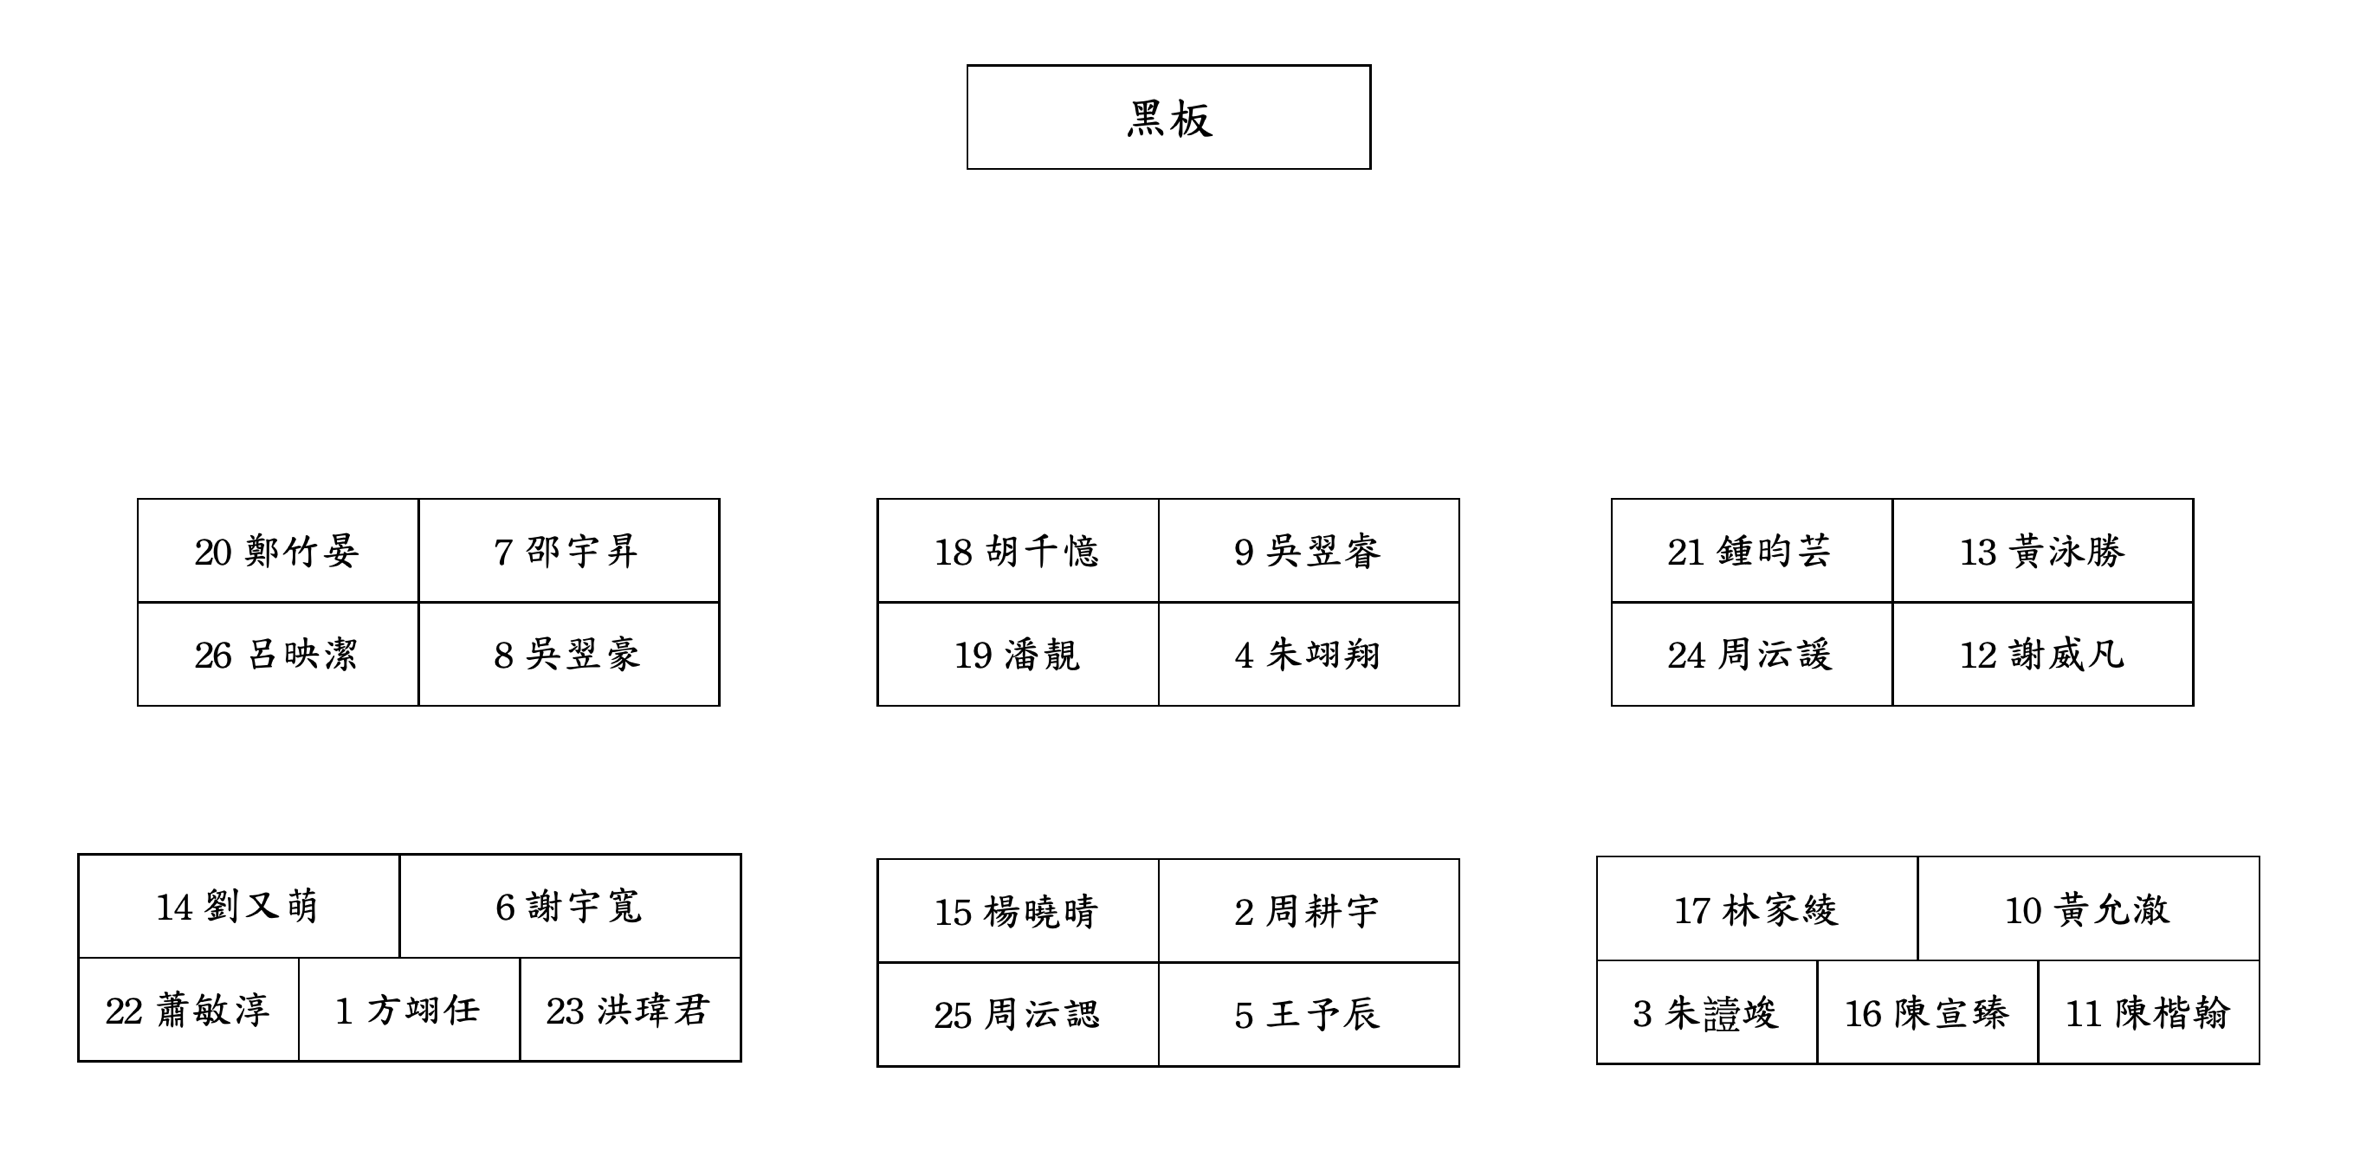 黑板
20 鄭竹晏 7 邵宇昇
26 呂映潔 8 吳翌豪
18 胡千憶 9 吳翌睿
19 潘靚 4 朱翊翔
21 鍾昀芸 13 黃泳勝
24 周沄諼 12 謝威凡
14 劉又萌 6 謝宇寬
22 蕭敏淳 1 方翊任 23 洪瑋君
15 楊曉晴 2 周耕宇
25 周沄諰 5 王予辰
17 林家綾 10 黃允澈
3 朱譿竣 16 陳宣臻 11 陳楷翰